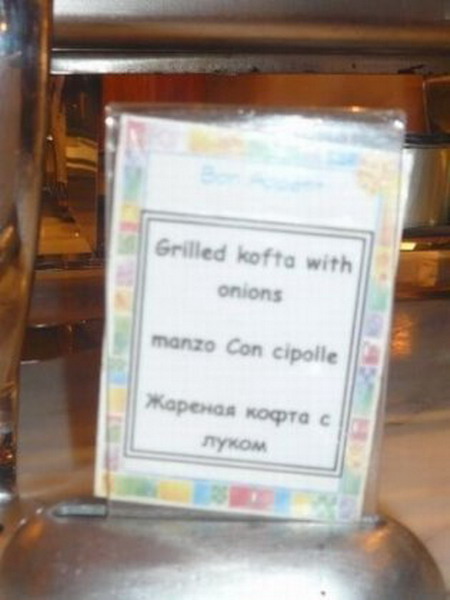 Bon Appetit
Grilled kofta with
onions
manzo Con cipolle
Жареная кофта с
луком